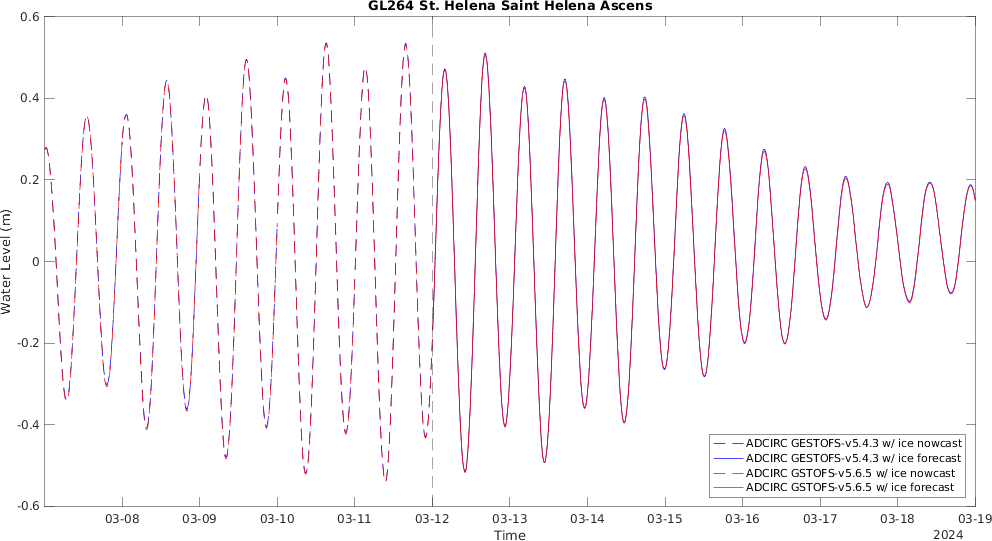 GL264 St. Helena Saint Helena Ascens
0.6
0.4
0.2
0
-0.2
-0.4
-0.6
Water Level (m)
ADCIRC GESTOFS-v5.4.3 w/ ice nowcast
ADCIRC GESTOFS-v5.4.3 w/ ice forecast
ADCIRC GSTOFS-v5.6.5 w/ ice nowcast
ADCIRC GSTOFS-v5.6.5 w/ ice forecast
03-08 03-09 03-10 03-11 03-12 03-13 03-14 03-15 03-16 03-17 03-18 03-19
Time
2024